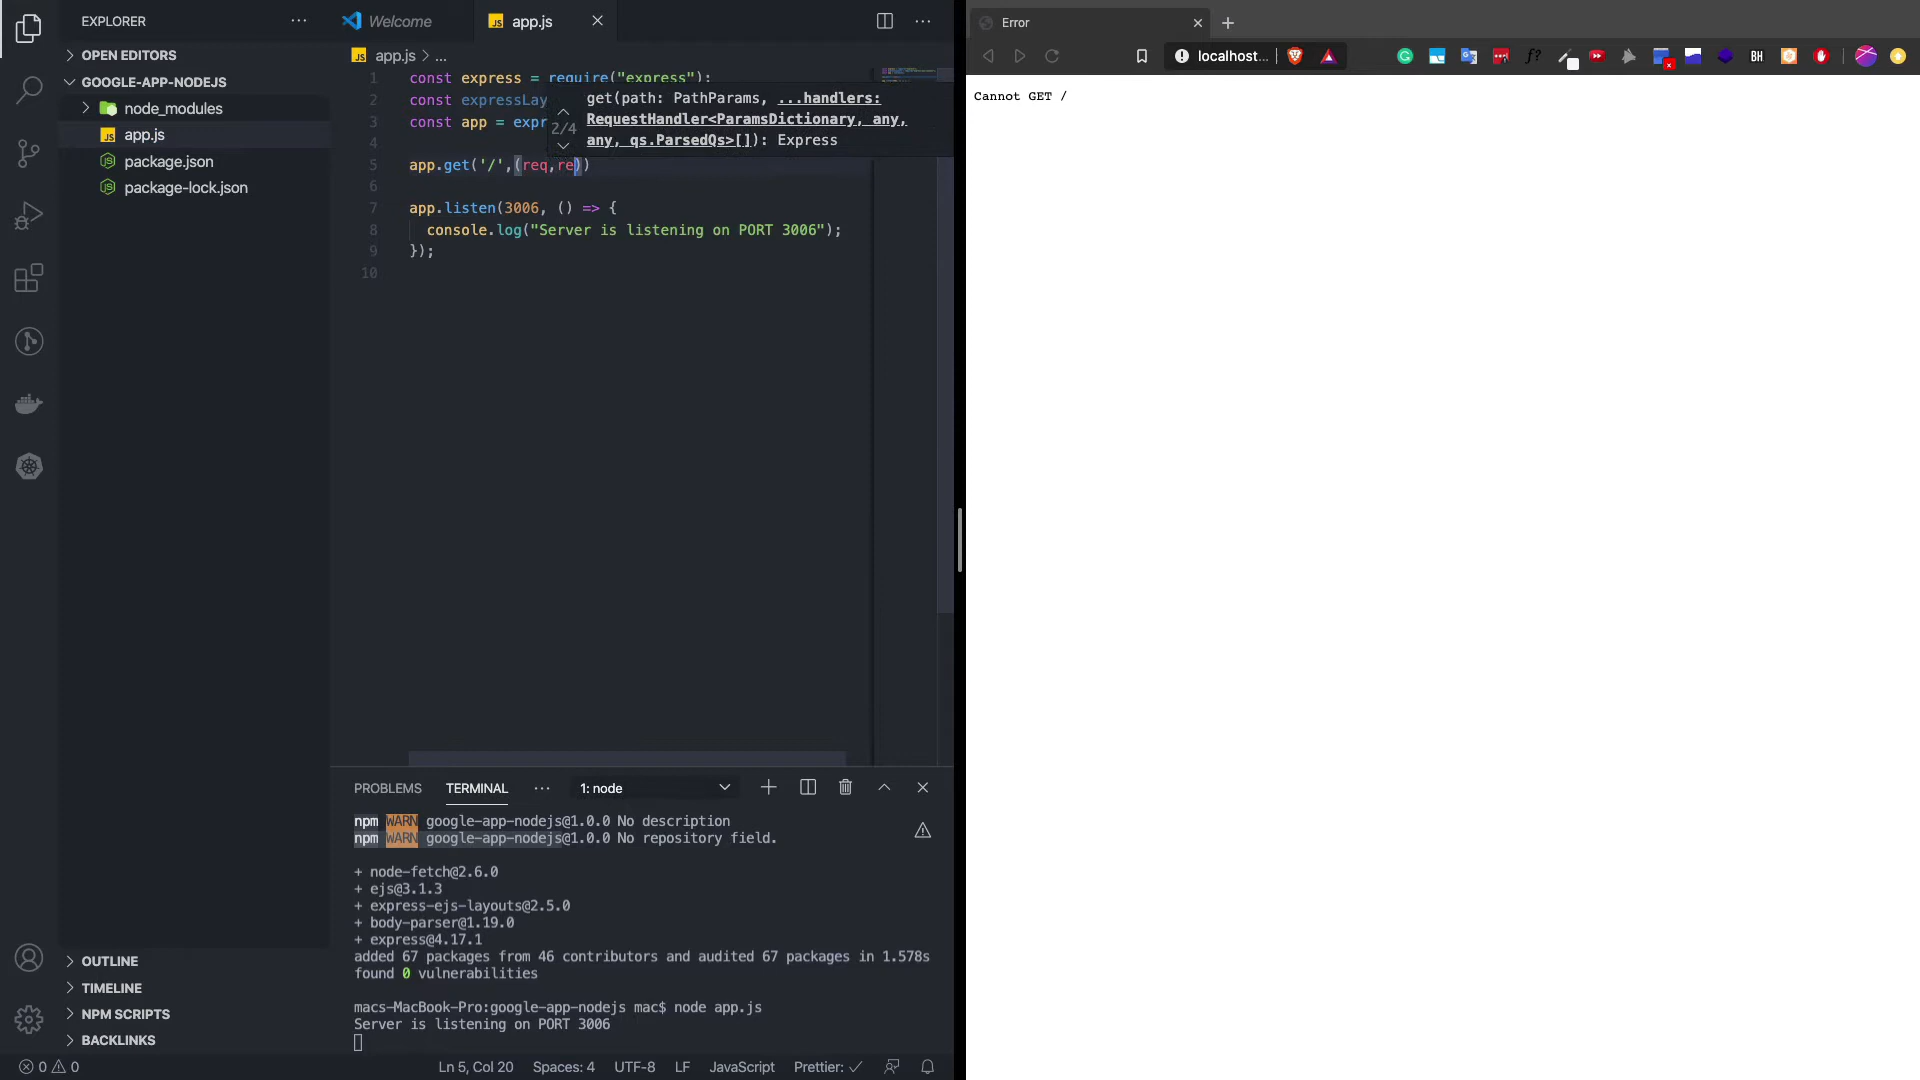 EXPLORER
Welcome
app.js
OPEN EDITORS
GOOGLE-APP-NODEJS
node_modules
app.js
package.json
package-lock.json
app.js > ...
1 const express = require("express");
2 const expressLay
3 const app = expr
4
5 app.get('/',(req,re))
6
7 app.listen(3006, () => {
8 console.log("Server is listening on PORT 3006");
9 });
10
2/4
get(path: PathParams, ...handlers:
RequestHandler<ParamsDictionary, any,
any, qs.ParsedQs>[]): Express
PROBLEMS TERMINAL ... 1: node
npm WARN google-app-nodejs@1.0.0 No description
npm WARN google-app-nodejs@1.0.0 No repository field.
+ node-fetch@2.6.0
+ ejs@3.1.3
+ express-ejs-layouts@2.5.0
+ body-parser@1.19.0
+ express@4.17.1
added 67 packages from 46 contributors and audited 67 packages in 1.578s
found 0 vulnerabilities
macs-MacBook-Pro:google-app-nodejs mac$ node app.js
Server is listening on PORT 3006
OUTLINE
TIMELINE
NPM SCRIPTS
BACKLINKS
0 0 Ln 5, Col 20 Spaces: 4 UTF-8 LF JavaScript Prettier: ✓
Error
localhost...
f?
BH
Cannot GET /